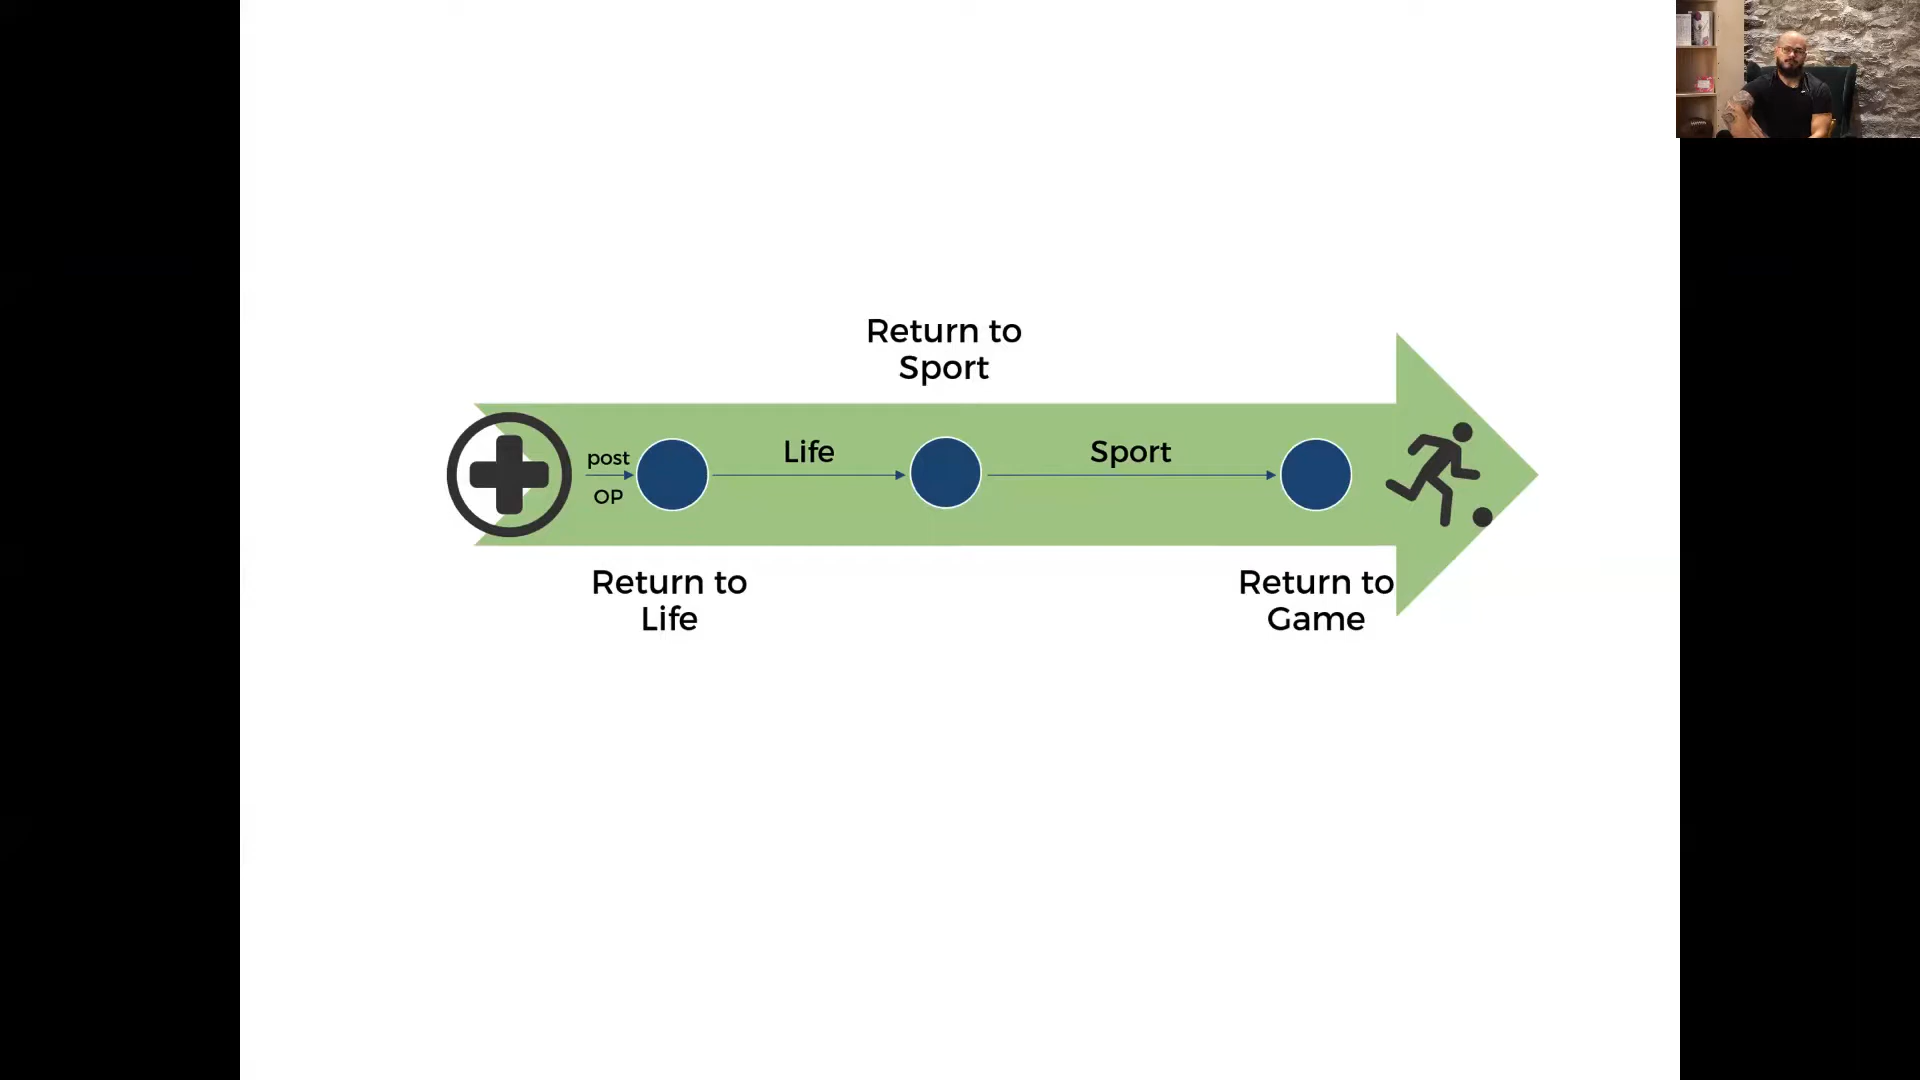 Return to
Sport
post
OP
Life
Sport
Return to
Life
Return to
Game